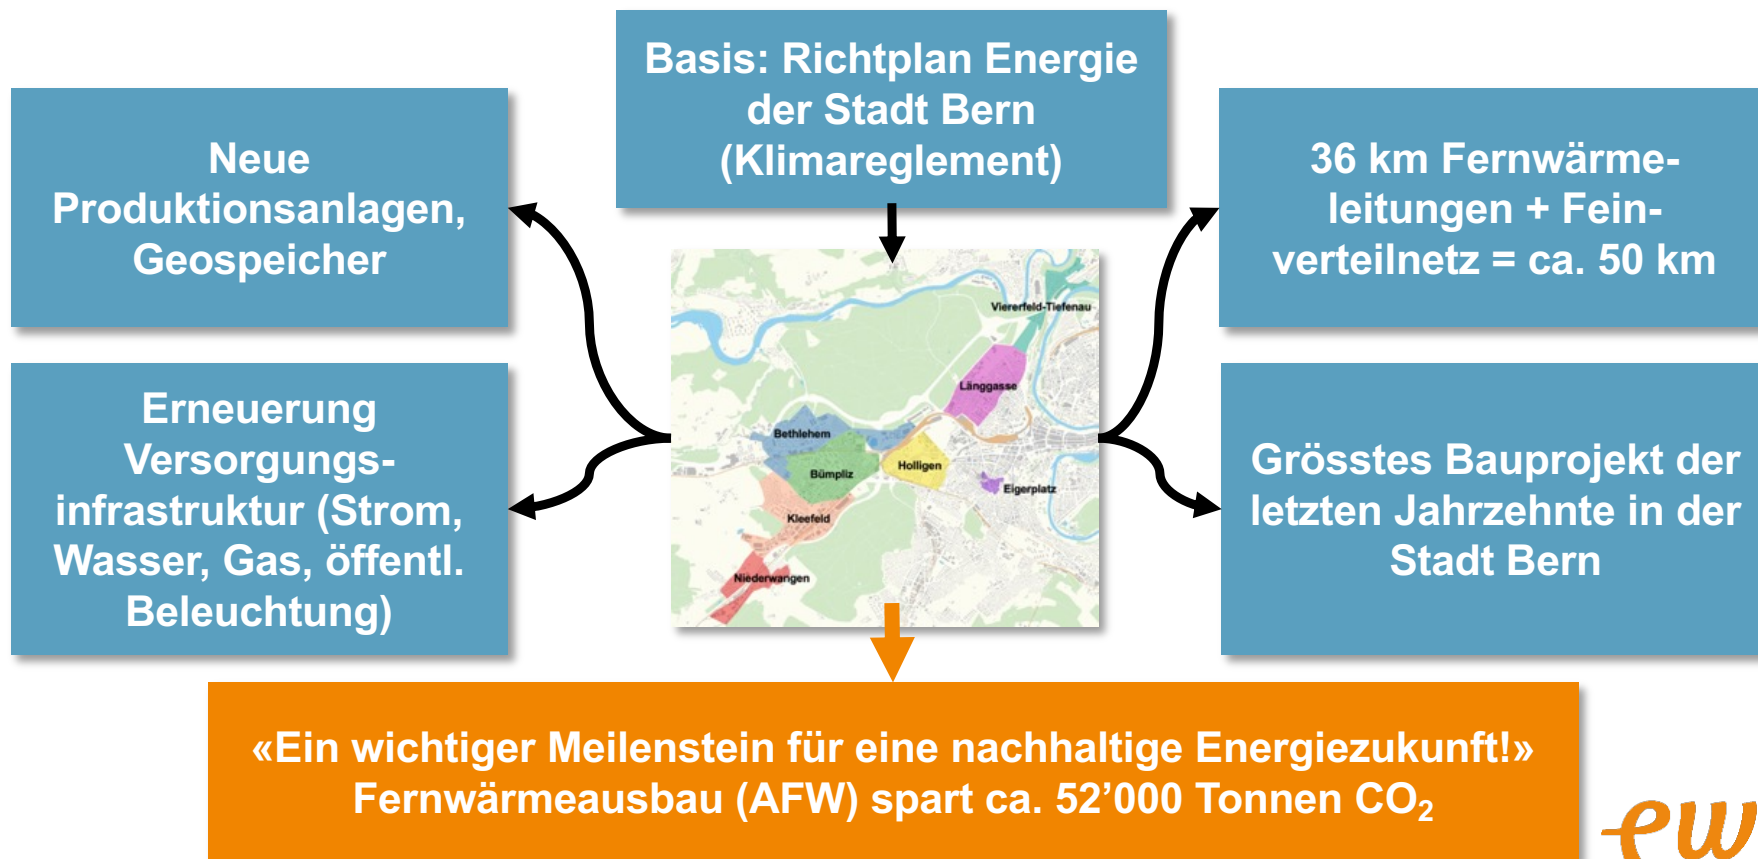 Basis: Richtplan Energie
der Stadt Bern
(Klimareglement)
Neue
Produktionsanlagen,
Geospeicher
36 km Fernwärme-
leitungen + Fein-
verteilnetz = ca. 50 km
Viererfeld-Tiefenau
Länggasse
Bethlehem
Bümpliz
Holligen
Eigerplatz
Kleefeld
Niederwangen
Erneuerung
Versorgungs-
infrastruktur (Strom,
Wasser, Gas, öffentl.
Beleuchtung)
Grösstes Bauprojekt der
letzten Jahrzehnte in der
Stadt Bern
«Ein wichtiger Meilenstein für eine nachhaltige Energiezukunft!»
Fernwärmeausbau (AFW) spart ca. 52’000 Tonnen CO₂
ew